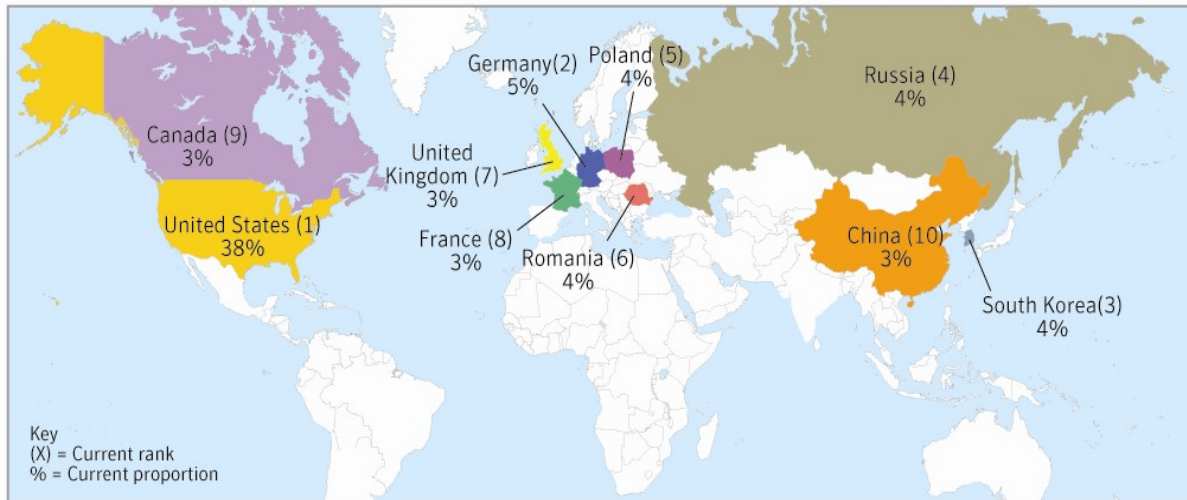 Germany(2)
5%
Poland (5)
4%
Russia (4)
4%
Canada (9)
3%
United
Kingdom (7)
3%
United States (1)
38%
France (8)
3%
Romania (6)
4%
China (10)
3%
South Korea(3)
4%
Key
(X) = Current rank
% = Current proportion